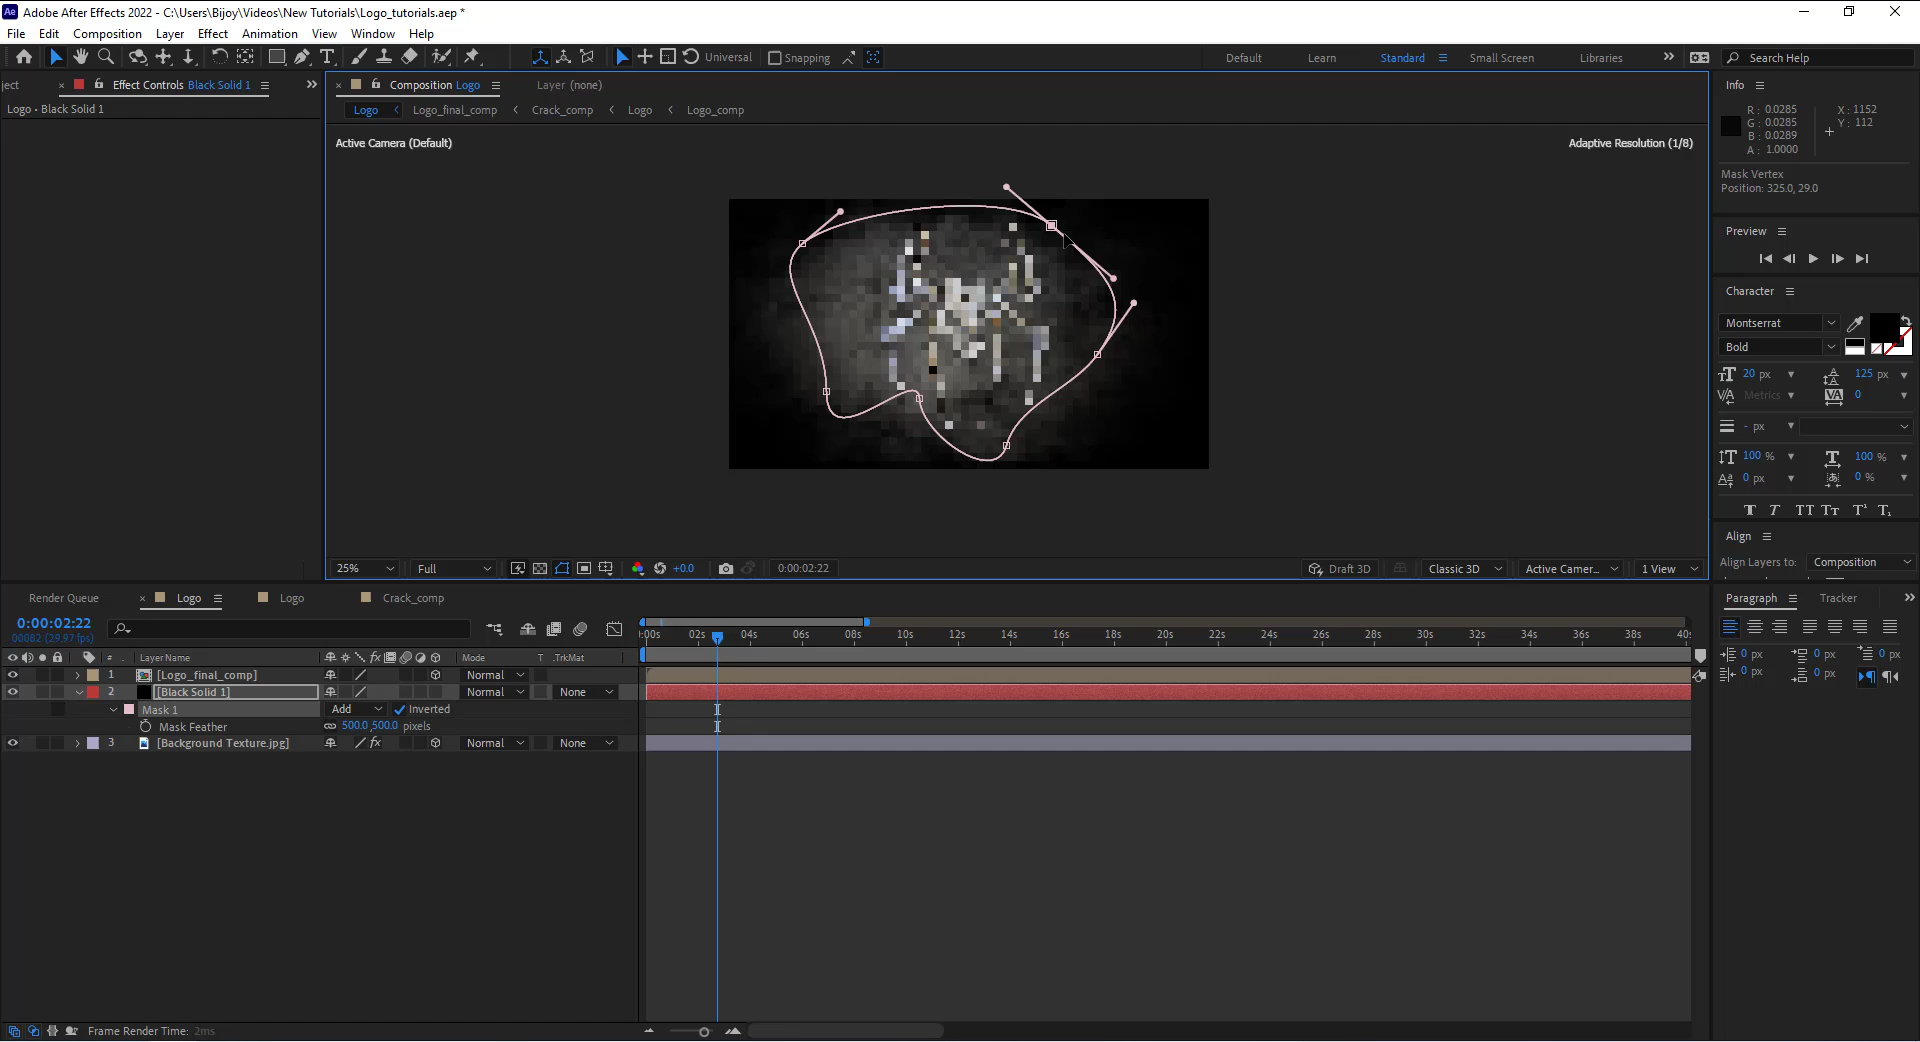 Adobe After Effects 2022 - C:\Users\Bijoy\Videos\New Tutorials\Logo_tutorials.aep *
File Edit Composition Layer Effect Animation View Window Help
Universal Snapping Default Learn Standard Small Screen Libraries Search Help
ject Effect Controls Black Solid 1
Composition Logo Layer (none)
Info
Logo • Black Solid 1
Logo Logo_final_comp Crack_comp Logo Logo_comp
R : 0.0285
G : 0.0285
B : 0.0289
A : 1.0000
X : 1152
Y : 112
Active Camera (Default)
Adaptive Resolution (1/8)
Mask Vertex
Position: 325.0, 29.0
Preview
Character
Montserrat
Bold
20 px 125 px
Metrics 0
- px
100 % 100 %
0 px 0 %
T T TT Tt T¹ T₁
Align
Align Layers to: Composition
25% Full +0.0 0:00:02:22 Draft 3D Classic 3D Active Camer... 1 View
Render Queue Logo Logo Crack_comp
Paragraph Tracker
0:00:02:22
00082 (29.97 fps)
:00s 02s 04s 06s 08s 10s 12s 14s 16s 18s 20s 22s 24s 26s 28s 30s 32s 34s 36s 38s 40s
# Layer Name Mode T .TrkMat
1 [Logo_final_comp] Normal
2 [Black Solid 1] Normal None
Mask 1 Add Inverted
Mask Feather 500.0,500.0 pixels
3 [Background Texture.jpg] Normal None
0 px 0 px 0 px
0 px 0 px
Frame Render Time: 2ms